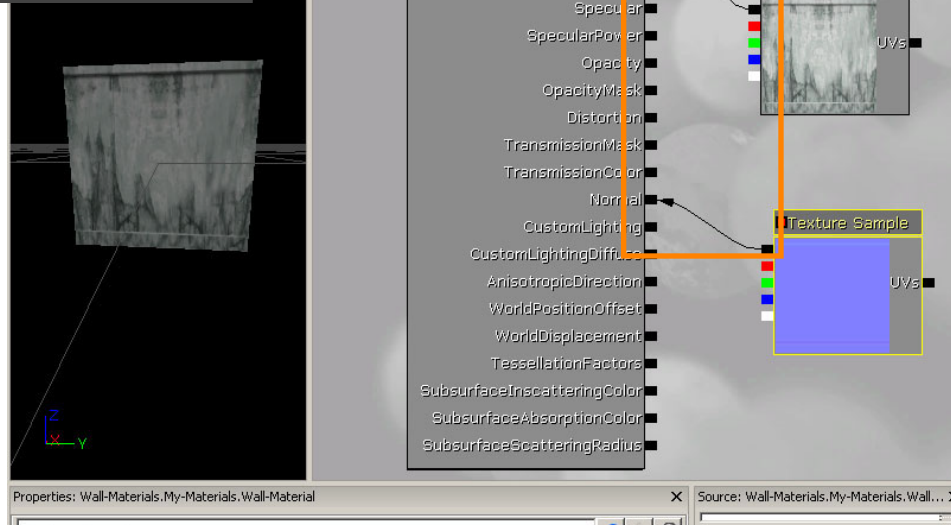 Specular
SpecularPower
UVs
Opacity
OpacityMask
Distortion
TransmissionMask
TransmissionColor
Normal
Texture Sample
CustomLighting
CustomLightingDiffuse
AnisotropicDirection
UVs
WorldPositionOffset
WorldDisplacement
TessellationFactors
SubsurfaceInscatteringColor
SubsurfaceAbsorptionColor
SubsurfaceScatteringRadius
Z
X
Y
Properties: Wall-Materials.My-Materials.Wall-Material
Source: Wall-Materials.My-Materials.Wall...